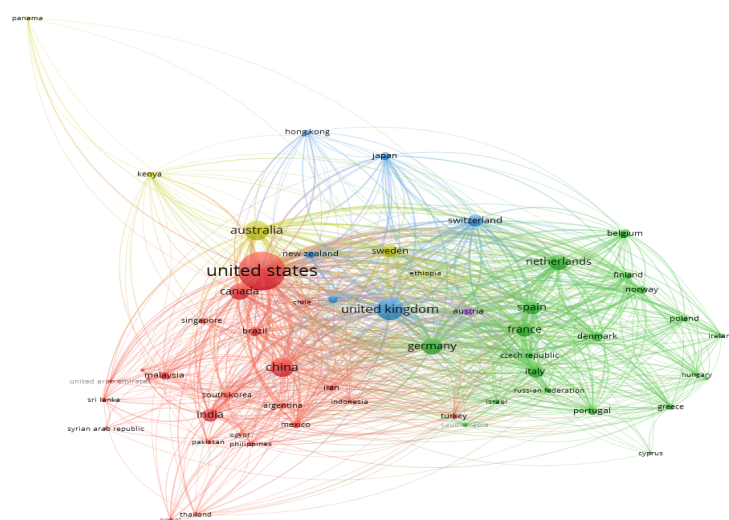 panama
hong kong
japan
kenya
switzerland
australia
belgium
new zealand
sweden
netherlands
united states
ethiopia
finland
canada
norway
chile
united kingdom
spain
austria
singapore
poland
brazil
france
denmark
ireland
germany
czech republic
china
italy
malaysia
hungary
united arab emirates
iran
russian federation
south korea
sri lanka
indonesia
israel
argentina
greece
india
portugal
turkey
mexico
saudi arabia
syrian arab republic
egypt
pakistan
philippines
cyprus
thailand